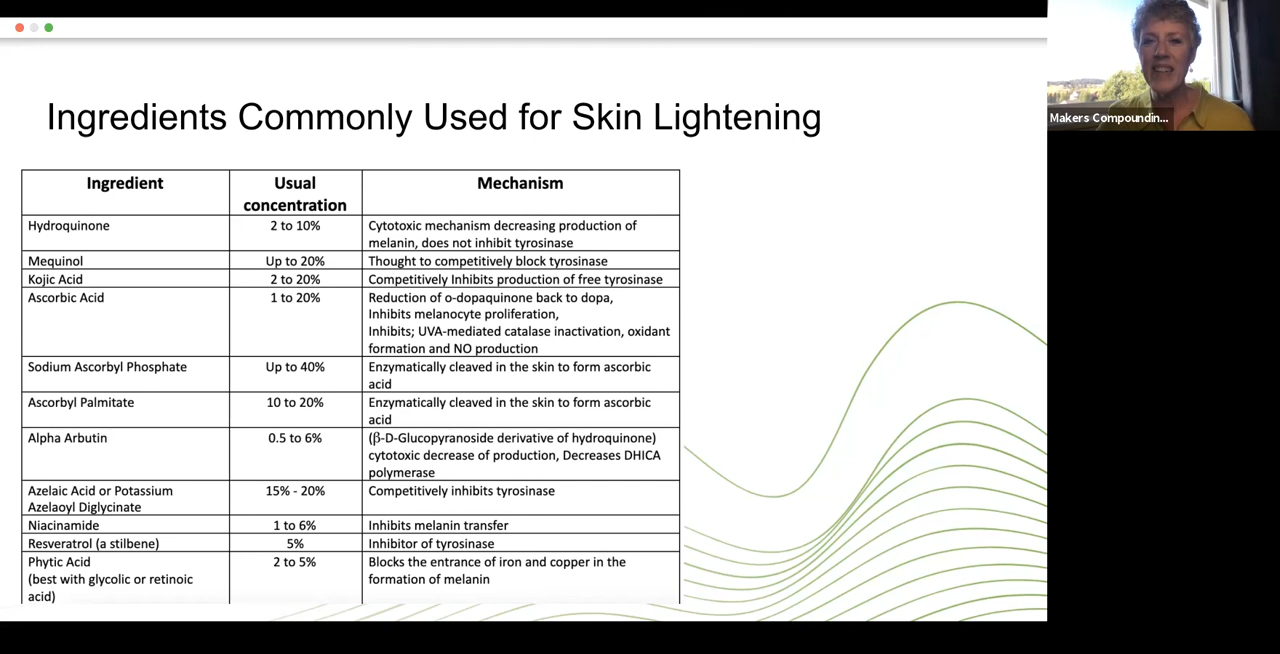 Ingredients Commonly Used for Skin Lightening
Makers Compoundin...
Ingredient
Usual
concentration
Mechanism
Hydroquinone
2 to 10%
Cytotoxic mechanism decreasing production of
melanin, does not inhibit tyrosinase
Mequinol
Up to 20%
Thought to competitively block tyrosinase
Kojic Acid
2 to 20%
Competitively Inhibits production of free tyrosinase
Ascorbic Acid
1 to 20%
Reduction of o-dopaquinone back to dopa,
Inhibits melanocyte proliferation,
Inhibits; UVA-mediated catalase inactivation, oxidant
formation and NO production
Sodium Ascorbyl Phosphate
Up to 40%
Enzymatically cleaved in the skin to form ascorbic
acid
Ascorbyl Palmitate
10 to 20%
Enzymatically cleaved in the skin to form ascorbic
acid
Alpha Arbutin
0.5 to 6%
(β-D-Glucopyranoside derivative of hydroquinone)
cytotoxic decrease of production, Decreases DHICA
polymerase
Azelaic Acid or Potassium
Azelaoyl Diglycinate
15% - 20%
Competitively inhibits tyrosinase
Niacinamide
1 to 6%
Inhibits melanin transfer
Resveratrol (a stilbene)
5%
Inhibitor of tyrosinase
Phytic Acid
(best with glycolic or retinoic
acid)
2 to 5%
Blocks the entrance of iron and copper in the
formation of melanin